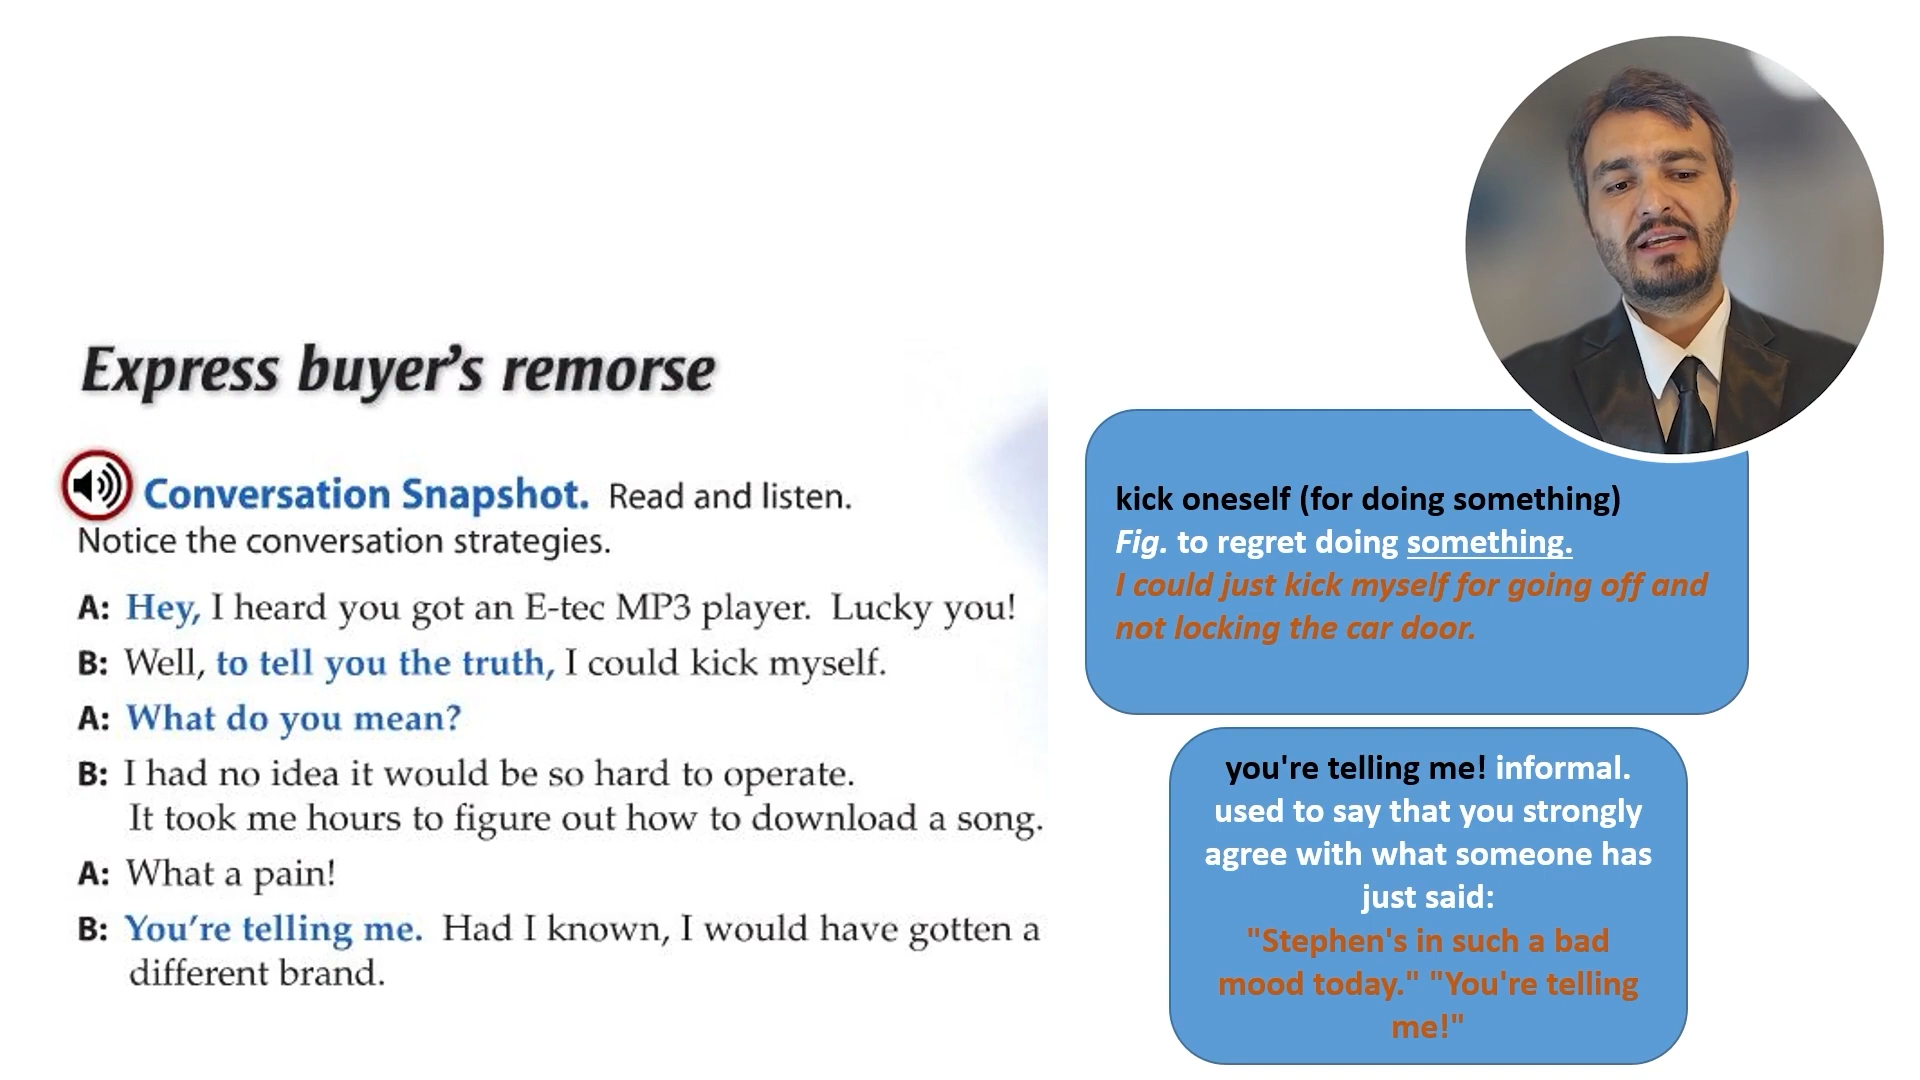 Express buyer's remorse
Conversation Snapshot. Read and listen.
Notice the conversation strategies.
A: Hey, I heard you got an E-tec MP3 player. Lucky you!
B: Well, to tell you the truth, I could kick myself.
A: What do you mean?
B: I had no idea it would be so hard to operate.
It took me hours to figure out how to download a song.
A: What a pain!
B: You're telling me. Had I known, I would have gotten a
different brand.
kick oneself (for doing something)
Fig. to regret doing something.
I could just kick myself for going off and
not locking the car door.
you're telling me! informal.
used to say that you strongly
agree with what someone has
just said:
"Stephen's in such a bad
mood today." "You're telling
me!"